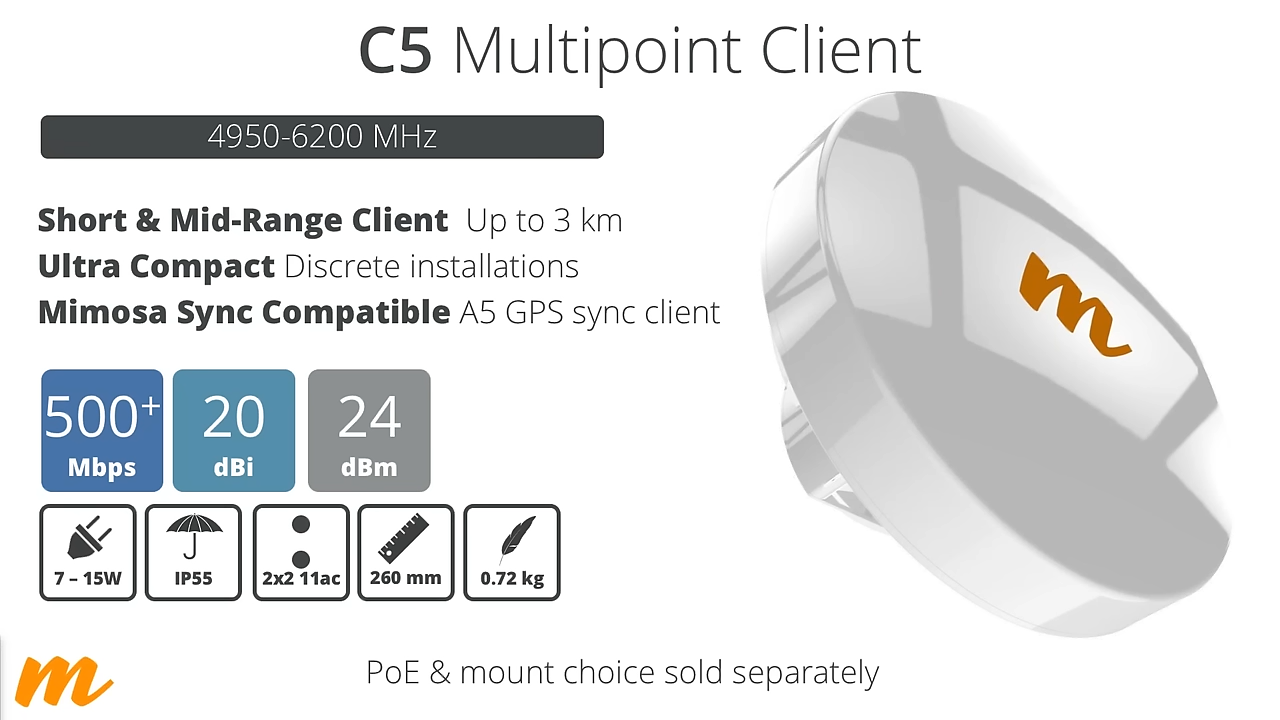 C5 Multipoint Client
4950-6200 MHz
Short & Mid-Range Client Up to 3 km
Ultra Compact Discrete installations
Mimosa Sync Compatible A5 GPS sync client
500+ 20 24
Mbps dBi dBm
7 – 15W IP55 2x2 11ac 260 mm 0.72 kg
PoE & mount choice sold separately